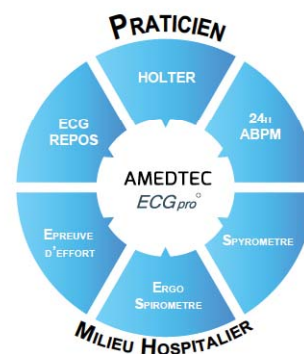 PRATICIEN
HOLTER
ECG
REPOS
24H
ABPM
AMEDTEC
ECGpro°
EPREUVE
D'EFFORT
SPYROMETRE
ERGO
SPIROMETRE
MILIEU HOSPITALIER